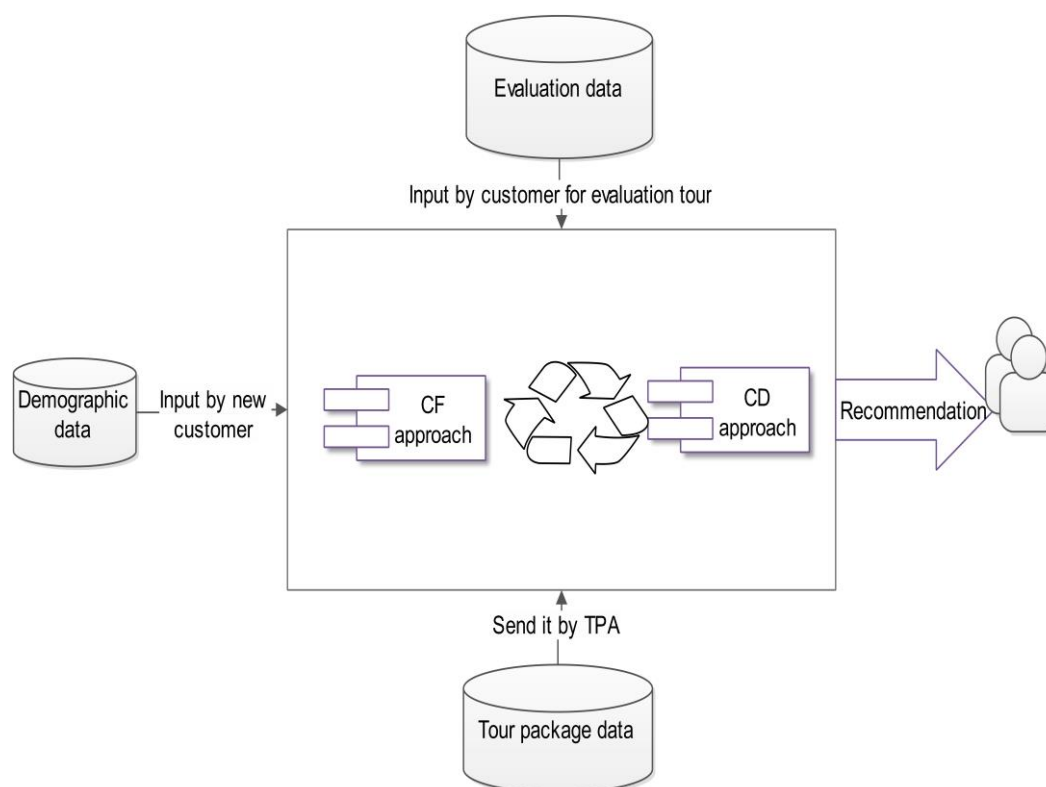 Evaluation data
Input by customer for evaluation tour
Demographic
data
Input by new
customer
CF
approach
CD
approach
Recommendation
Send it by TPA
Tour package data